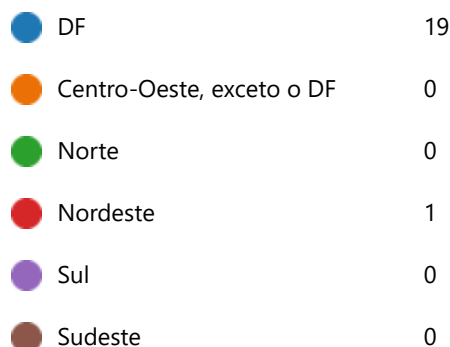 DF 19
Centro-Oeste, exceto o DF 0
Norte 0
Nordeste 1
Sul 0
Sudeste 0